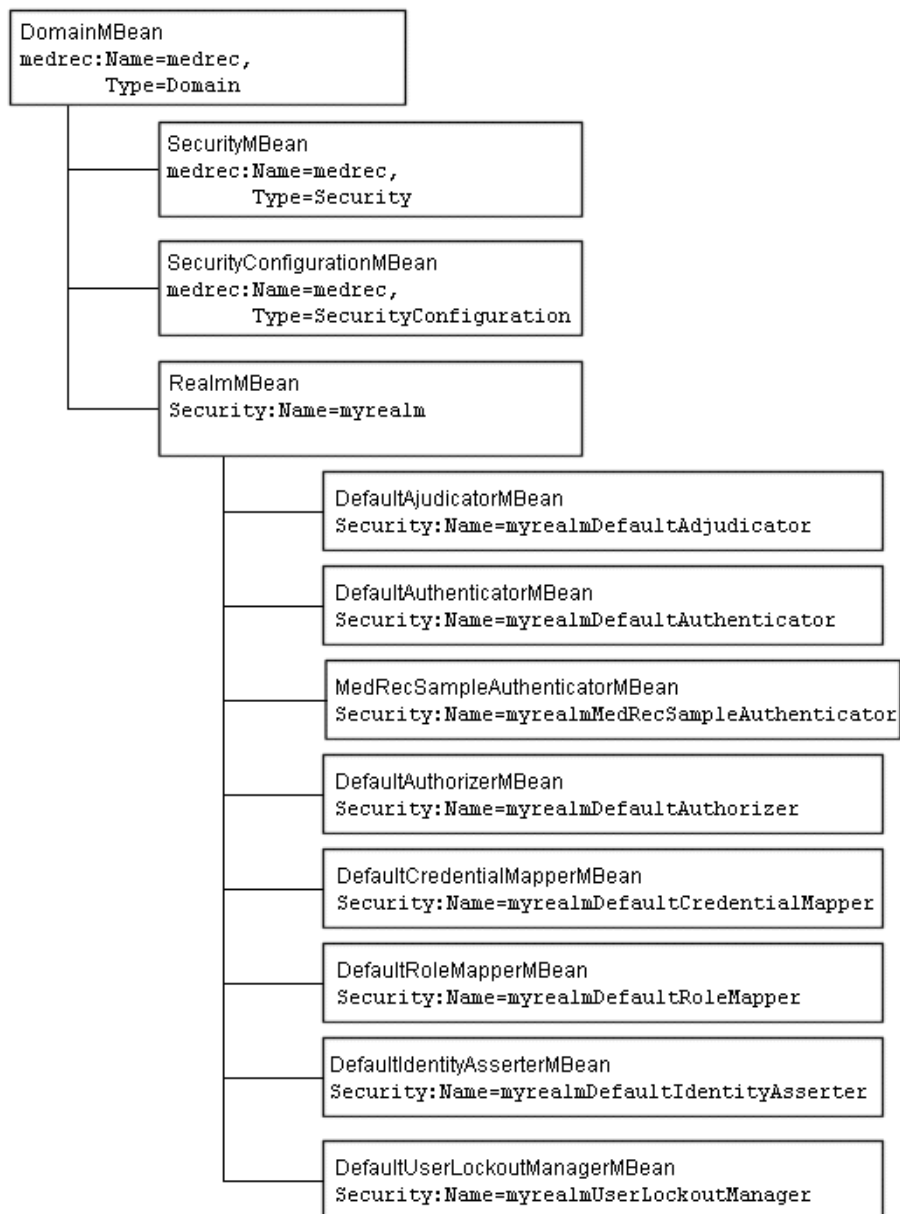 DomainMBean
medrec:Name=medrec,
Type=Domain
SecurityMBean
medrec:Name=medrec,
Type=Security
SecurityConfigurationMBean
medrec:Name=medrec,
Type=SecurityConfiguration
RealmMBean
Security:Name=myrealm
DefaultAjudicatorMBean
Security:Name=myrealmDefaultAdjudicator
DefaultAuthenticatorMBean
Security:Name=myrealmDefaultAuthenticator
MedRecSampleAuthenticatorMBean
Security:Name=myrealmMedRecSampleAuthenticator
DefaultAuthorizerMBean
Security:Name=myrealmDefaultAuthorizer
DefaultCredentialMapperMBean
Security:Name=myrealmDefaultCredentialMapper
DefaultRoleMapperMBean
Security:Name=myrealmDefaultRoleMapper
DefaultIdentityAsserterMBean
Security:Name=myrealmDefaultIdentityAsserter
DefaultUserLockoutManagerMBean
Security:Name=myrealmUserLockoutManager